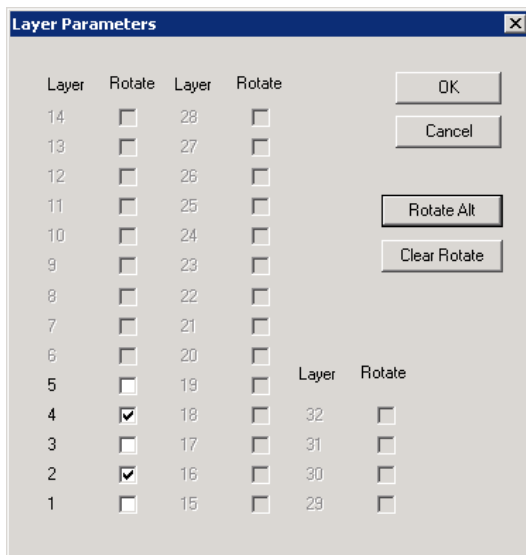 Layer Parameters
Layer Rotate Layer Rotate
OK
14 28
Cancel
13 27
12 26
11 25
Rotate Alt
10 24
9 23
Clear Rotate
8 22
7 21
6 20
Layer Rotate
5 19
4 18 32
3 17 31
2 16 30
1 15 29